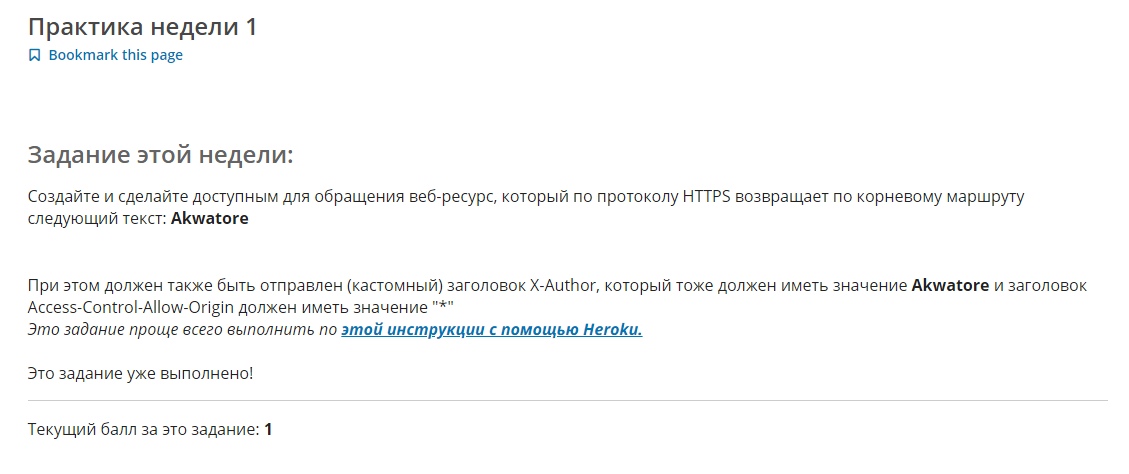 Практика недели 1
Bookmark this page
Задание этой недели:
Создайте и сделайте доступным для обращения веб-ресурс, который по протоколу HTTPS возвращает по корневому маршруту
следующий текст: Akwatore
При этом должен также быть отправлен (кастомный) заголовок X-Author, который тоже должен иметь значение Akwatore и заголовок
Access-Control-Allow-Origin должен иметь значение "*"
Это задание проще всего выполнить по этой инструкции с помощью Heroku.
Это задание уже выполнено!
Текущий балл за это задание: 1